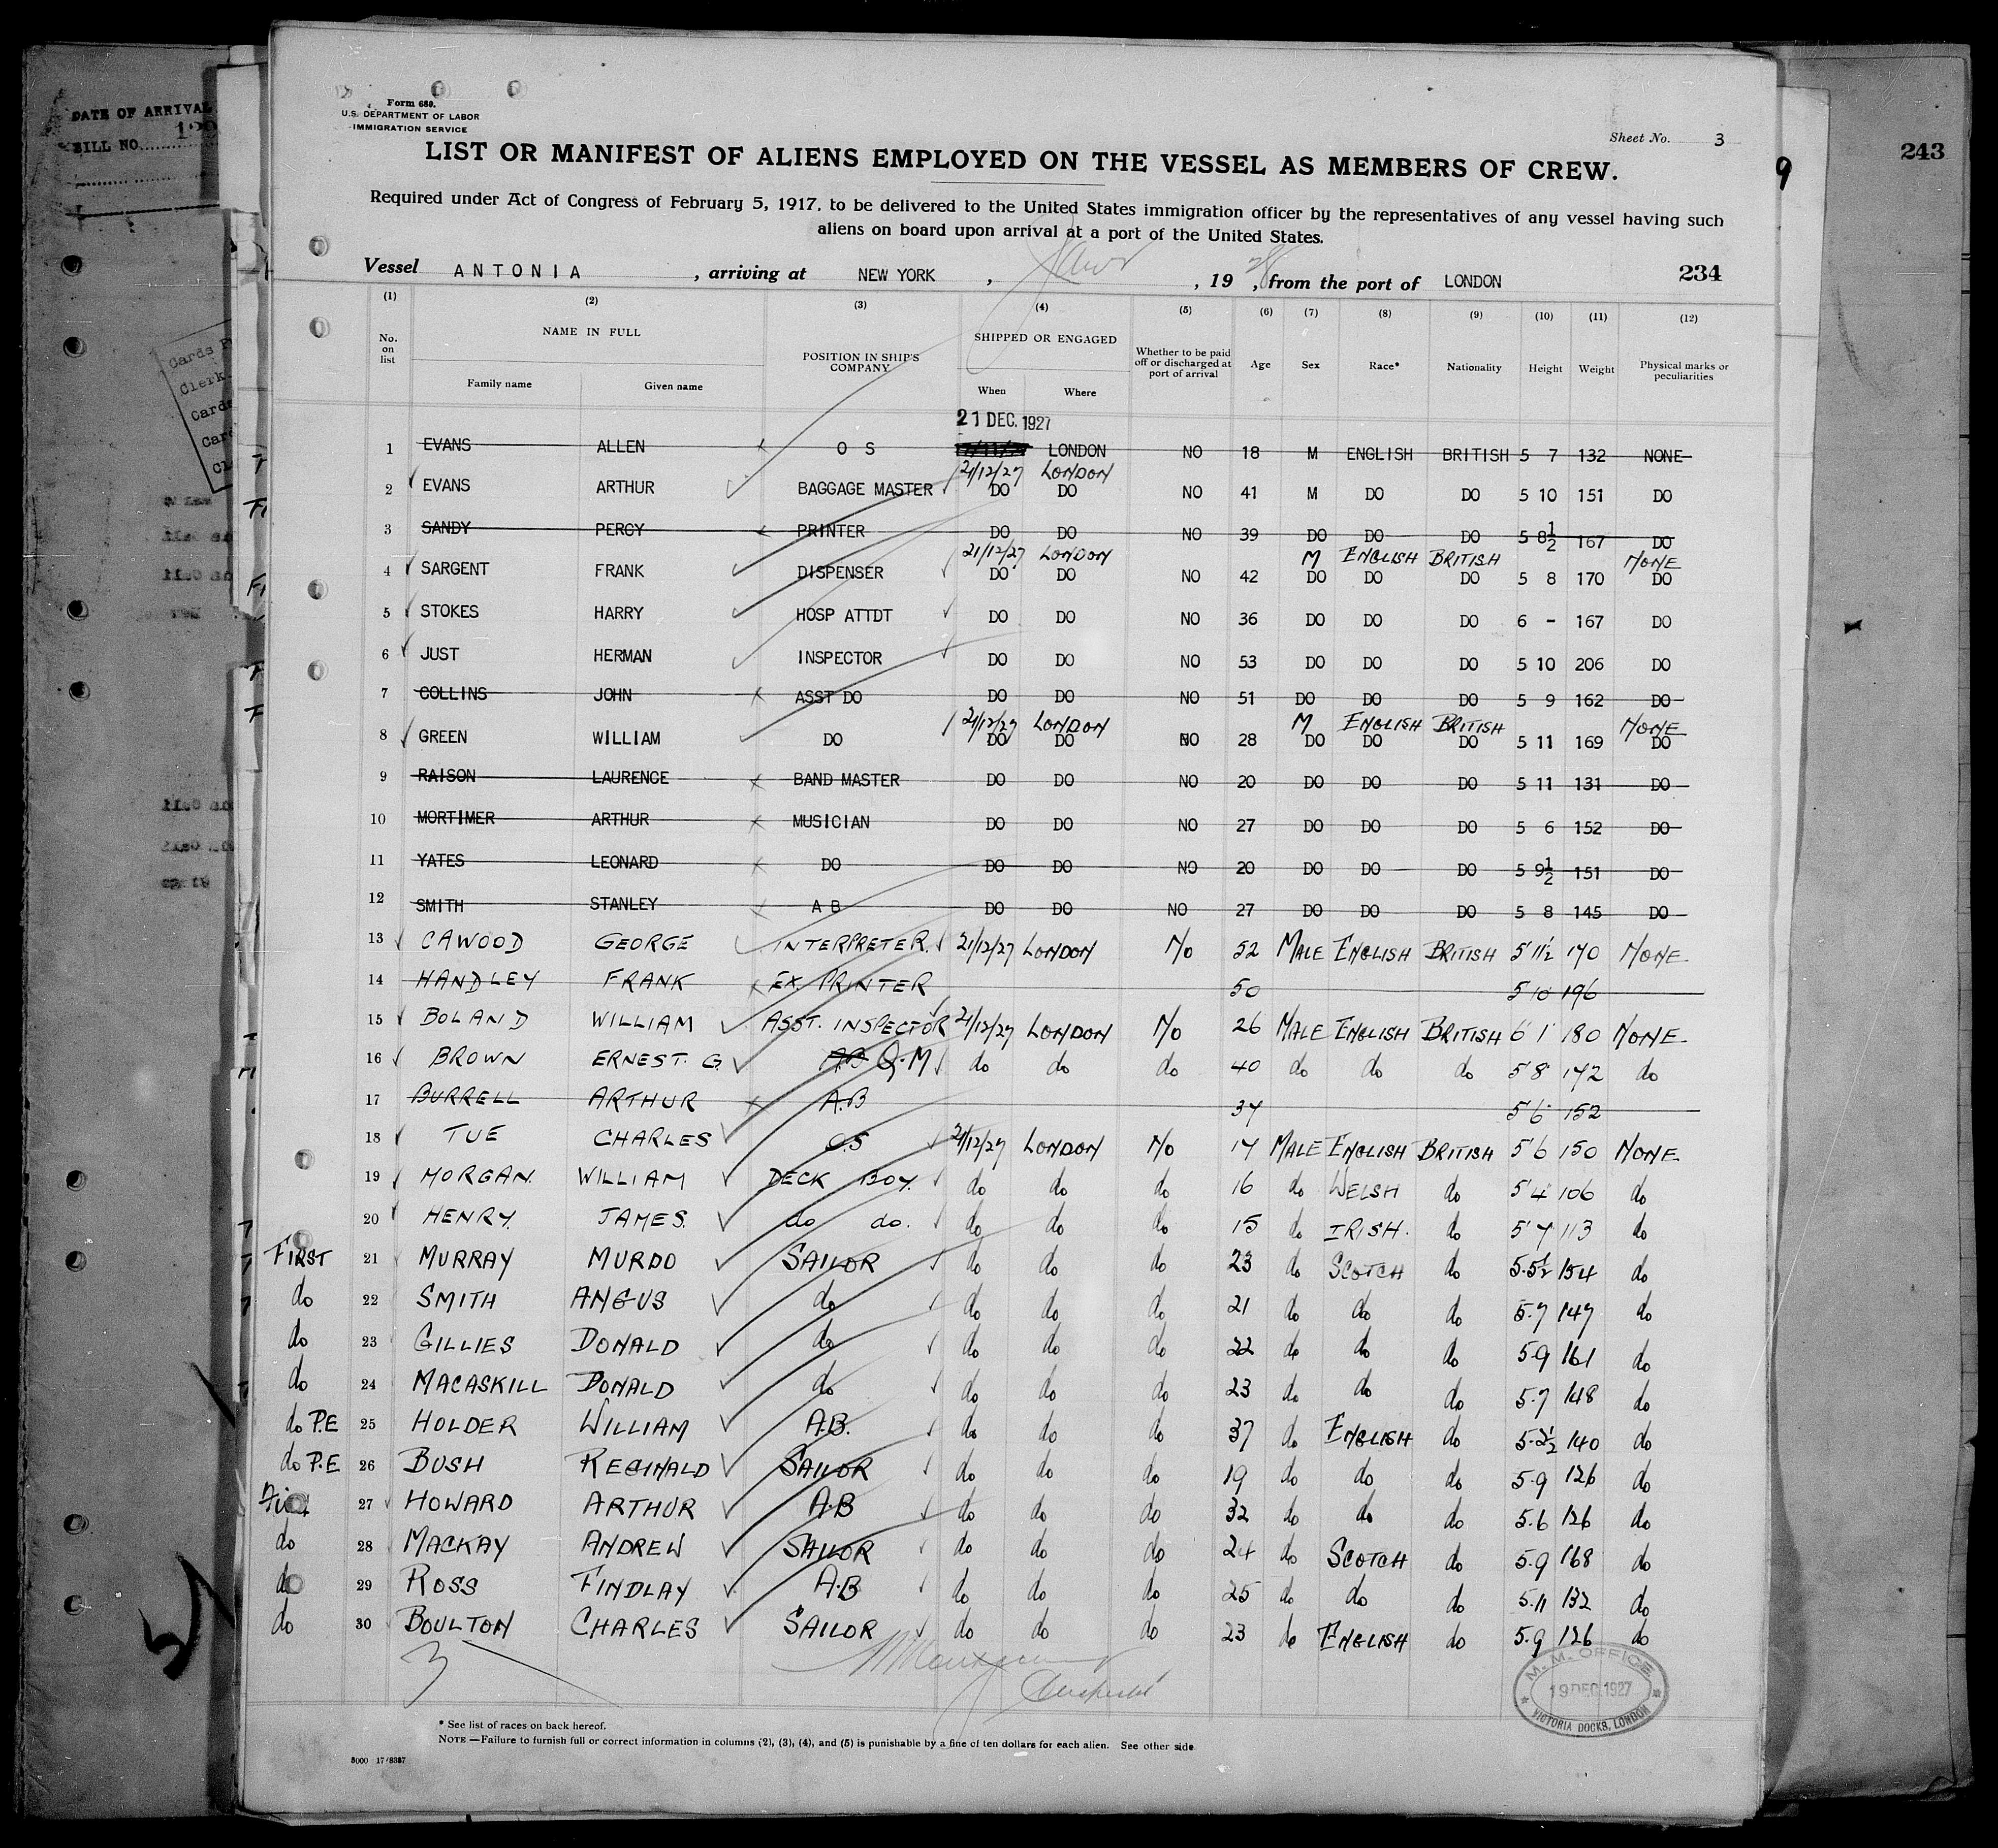 DATE OF ARRIVAL
BILL NO.
243
Form 680.
U.S. DEPARTMENT OF LABOR
IMMIGRATION SERVICE
Sheet No. 3
LIST OR MANIFEST OF ALIENS EMPLOYED ON THE VESSEL AS MEMBERS OF CREW.
9
Required under Act of Congress of February 5, 1917, to be delivered to the United States immigration officer by the representatives of any vessel having such
aliens on board upon arrival at a port of the United States.
Vessel ANTONIA , arriving at NEW YORK , , 19 28, from the port of LONDON 234
(1) (2) (3) (4) (5) (6) (7) (8) (9) (10) (11) (12)
No. on list NAME IN FULL POSITION IN SHIP'S COMPANY SHIPPED OR ENGAGED Whether to be paid off or discharged at port of arrival Age Sex Race* Nationality Height Weight Physical marks or peculiarities
Family name Given name When Where
21 DEC. 1927
1 EVANS ALLEN O S LONDON NO 18 M ENGLISH BRITISH 5 7 132 NONE
21/12/27 LONDON
2 EVANS ARTHUR BAGGAGE MASTER DO DO NO 41 M DO DO 5 10 151 DO
3 SANDY PERCY PRINTER DO DO NO 39 DO DO DO 5 8½ 167 DO
21/12/27 LONDON M ENGLISH BRITISH NONE
4 SARGENT FRANK DISPENSER DO DO NO 42 DO DO DO 5 8 170 DO
5 STOKES HARRY HOSP ATTDT DO DO NO 36 DO DO DO 6 - 167 DO
6 JUST HERMAN INSPECTOR DO DO NO 53 DO DO DO 5 10 206 DO
7 COLLINS JOHN ASST DO DO DO NO 51 DO DO DO 5 9 162 DO
21/12/27 LONDON M ENGLISH BRITISH NONE
8 GREEN WILLIAM DO DO DO NO 28 DO DO DO 5 11 169 DO
9 RAISON LAURENCE BAND MASTER DO DO NO 20 DO DO DO 5 11 131 DO
10 MORTIMER ARTHUR MUSICIAN DO DO NO 27 DO DO DO 5 6 152 DO
11 YATES LEONARD DO DO DO NO 20 DO DO DO 5 9½ 151 DO
12 SMITH STANLEY A B DO DO NO 27 DO DO DO 5 8 145 DO
13 CAWOOD GEORGE INTERPRETER. 21/12/27 LONDON No 52 MALE ENGLISH BRITISH 5'11½ 170 NONE
14 HANDLEY FRANK EX PRINTER 50 5'10 196
15 BOLAND WILLIAM ASST. INSPECTOR 21/12/27 LONDON No 26 MALE ENGLISH BRITISH 6'1 180 NONE
16 BROWN ERNEST. G. AB Q.M do do do 40 do do do 5'8 172 do
17 BURRELL ARTHUR A.B 37 5'6 152
18 TUE CHARLES O.S 21/12/27 LONDON No 17 MALE ENGLISH BRITISH 5'6 150 NONE
19 MORGAN. WILLIAM DECK BOY. do do do 16 do WELSH do 5'4 106 do
20 HENRY. JAMES. do do. do do do 15 do IRISH. do 5'7 113 do
FIRST 21 MURRAY MURDO SAILOR do do do 23 do SCOTCH do 5.5½ 154 do
do 22 SMITH ANGUS do do do do 21 do do do 5.7 147 do
do 23 GILLIES DONALD do do do do 22 do do do 5.9 161 do
do 24 MACASKILL DONALD do do do do 23 do do do 5.7 148 do
do P.E 25 HOLDER WILLIAM A.B. do do do 37 do ENGLISH do 5.2½ 140 do
do P.E 26 BUSH REGINALD SAILOR do do do 19 do do do 5.9 126 do
First 27 HOWARD ARTHUR A.B do do do 32 do do do 5.6 126 do
do 28 MACKAY ANDREW SAILOR do do do 24 do SCOTCH do 5.9 168 do
do 29 ROSS FINDLAY A.B do do do 25 do do do 5.11 132 do
do 30 BOULTON CHARLES SAILOR do do do 23 do ENGLISH do 5.9 126 do
M. M. OFFICE
19 DEC. 1927
VICTORIA DOCKS, LONDON
* See list of races on back hereof.
NOTE —Failure to furnish full or correct information in columns (2), (3), (4), and (5) is punishable by a fine of ten dollars for each alien. See other side
5000 17/8387